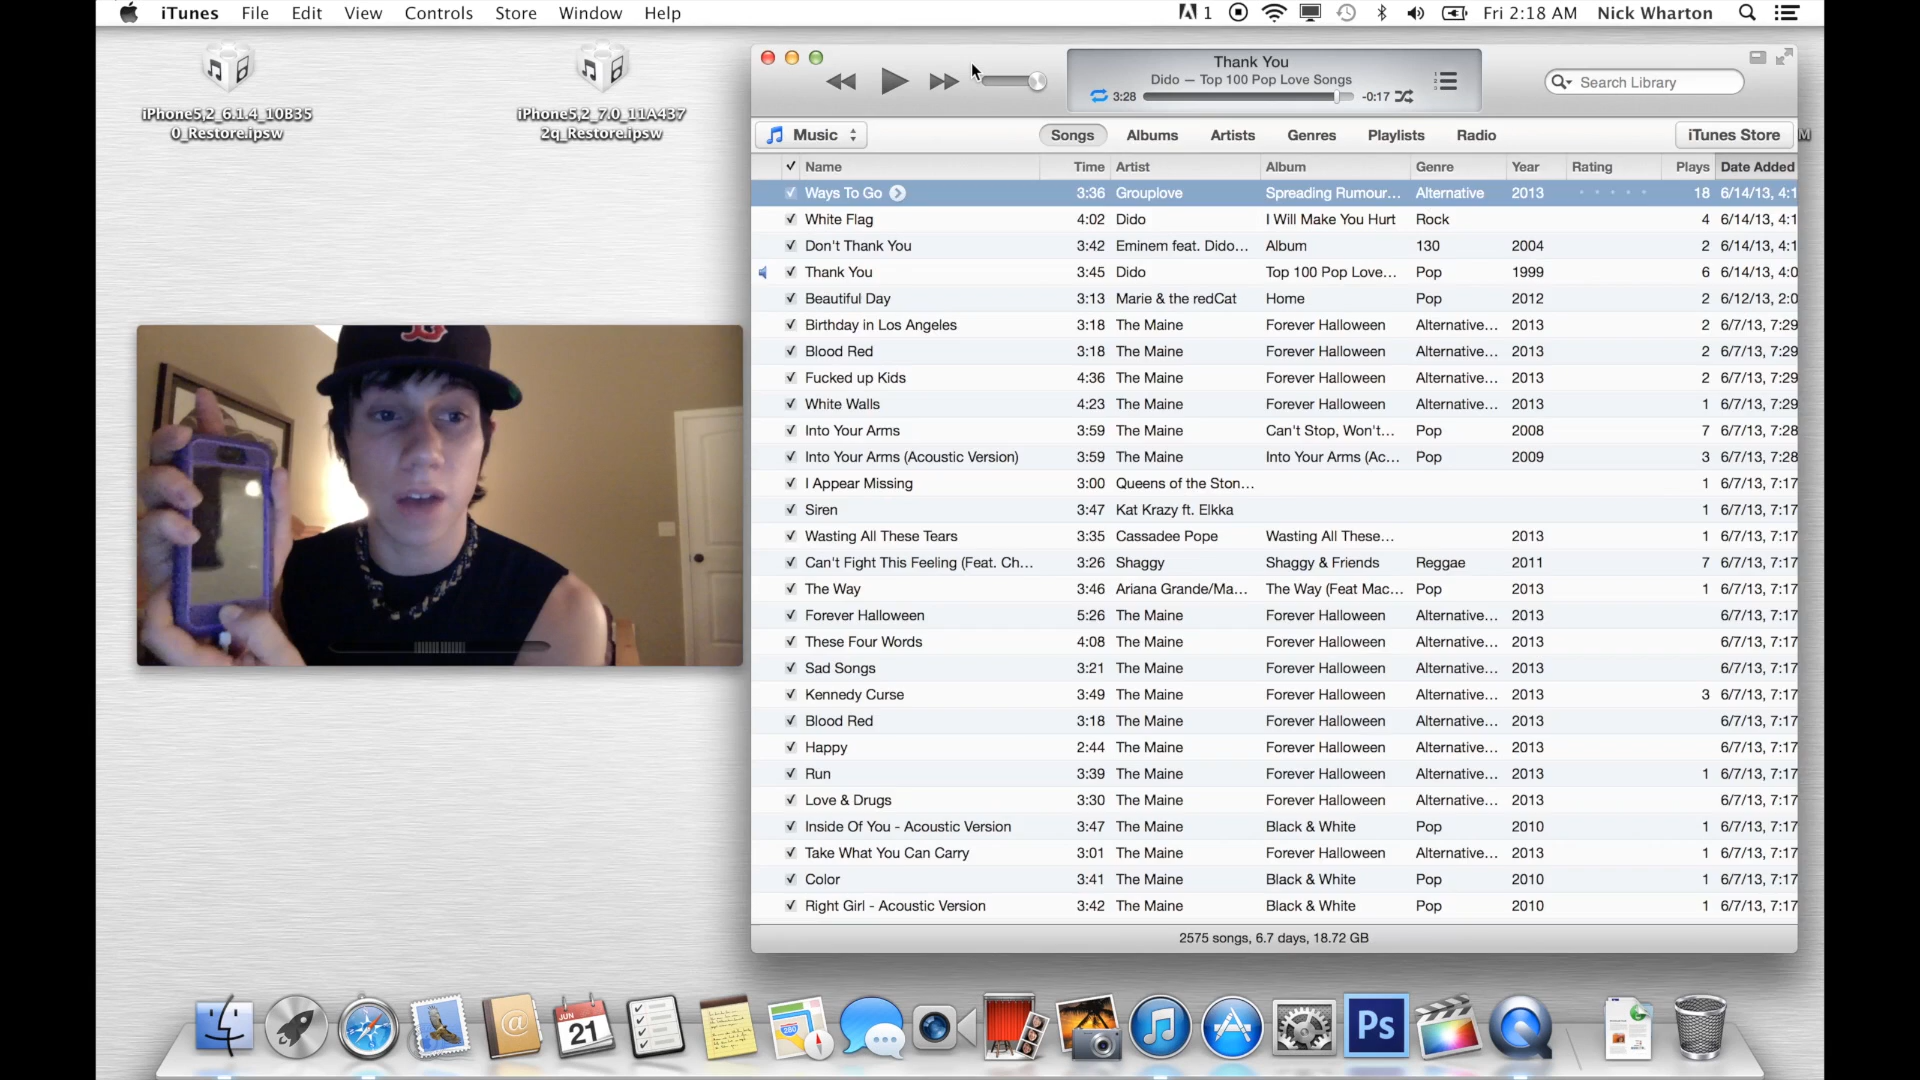 iTunes File Edit View Controls Store Window Help 1 Fri 2:18 AM Nick Wharton
iPhone5,2_6.1.4_10B35
0_Restore.ipsw
iPhone5,2_7.0_11A437
2q_Restore.ipsw
Thank You
Dido — Top 100 Pop Love Songs
3:28 -0:17
Search Library
Music Songs Albums Artists Genres Playlists Radio iTunes Store M
✓ Name Time Artist Album Genre Year Rating Plays Date Added
Ways To Go 3:36 Grouplove Spreading Rumour... Alternative 2013 18 6/14/13, 4:1
White Flag 4:02 Dido I Will Make You Hurt Rock 4 6/14/13, 4:1
Don't Thank You 3:42 Eminem feat. Dido... Album 130 2004 2 6/14/13, 4:1
Thank You 3:45 Dido Top 100 Pop Love... Pop 1999 6 6/14/13, 4:0
Beautiful Day 3:13 Marie & the redCat Home Pop 2012 2 6/12/13, 2:0
Birthday in Los Angeles 3:18 The Maine Forever Halloween Alternative... 2013 2 6/7/13, 7:29
Blood Red 3:18 The Maine Forever Halloween Alternative... 2013 2 6/7/13, 7:29
Fucked up Kids 4:36 The Maine Forever Halloween Alternative... 2013 2 6/7/13, 7:29
White Walls 4:23 The Maine Forever Halloween Alternative... 2013 1 6/7/13, 7:29
Into Your Arms 3:59 The Maine Can't Stop, Won't... Pop 2008 7 6/7/13, 7:28
Into Your Arms (Acoustic Version) 3:59 The Maine Into Your Arms (Ac... Pop 2009 3 6/7/13, 7:28
I Appear Missing 3:00 Queens of the Ston... 1 6/7/13, 7:17
Siren 3:47 Kat Krazy ft. Elkka 1 6/7/13, 7:17
Wasting All These Tears 3:35 Cassadee Pope Wasting All These... 2013 1 6/7/13, 7:17
Can't Fight This Feeling (Feat. Ch... 3:26 Shaggy Shaggy & Friends Reggae 2011 7 6/7/13, 7:17
The Way 3:46 Ariana Grande/Ma... The Way (Feat Mac... Pop 2013 1 6/7/13, 7:17
Forever Halloween 5:26 The Maine Forever Halloween Alternative... 2013 6/7/13, 7:17
These Four Words 4:08 The Maine Forever Halloween Alternative... 2013 6/7/13, 7:17
Sad Songs 3:21 The Maine Forever Halloween Alternative... 2013 6/7/13, 7:17
Kennedy Curse 3:49 The Maine Forever Halloween Alternative... 2013 3 6/7/13, 7:17
Blood Red 3:18 The Maine Forever Halloween Alternative... 2013 6/7/13, 7:17
Happy 2:44 The Maine Forever Halloween Alternative... 2013 6/7/13, 7:17
Run 3:39 The Maine Forever Halloween Alternative... 2013 1 6/7/13, 7:17
Love & Drugs 3:30 The Maine Forever Halloween Alternative... 2013 6/7/13, 7:17
Inside Of You - Acoustic Version 3:47 The Maine Black & White Pop 2010 1 6/7/13, 7:17
Take What You Can Carry 3:01 The Maine Forever Halloween Alternative... 2013 1 6/7/13, 7:17
Color 3:41 The Maine Black & White Pop 2010 1 6/7/13, 7:17
Right Girl - Acoustic Version 3:42 The Maine Black & White Pop 2010 1 6/7/13, 7:17
2575 songs, 6.7 days, 18.72 GB
B
JUN
21
@
280
Ps